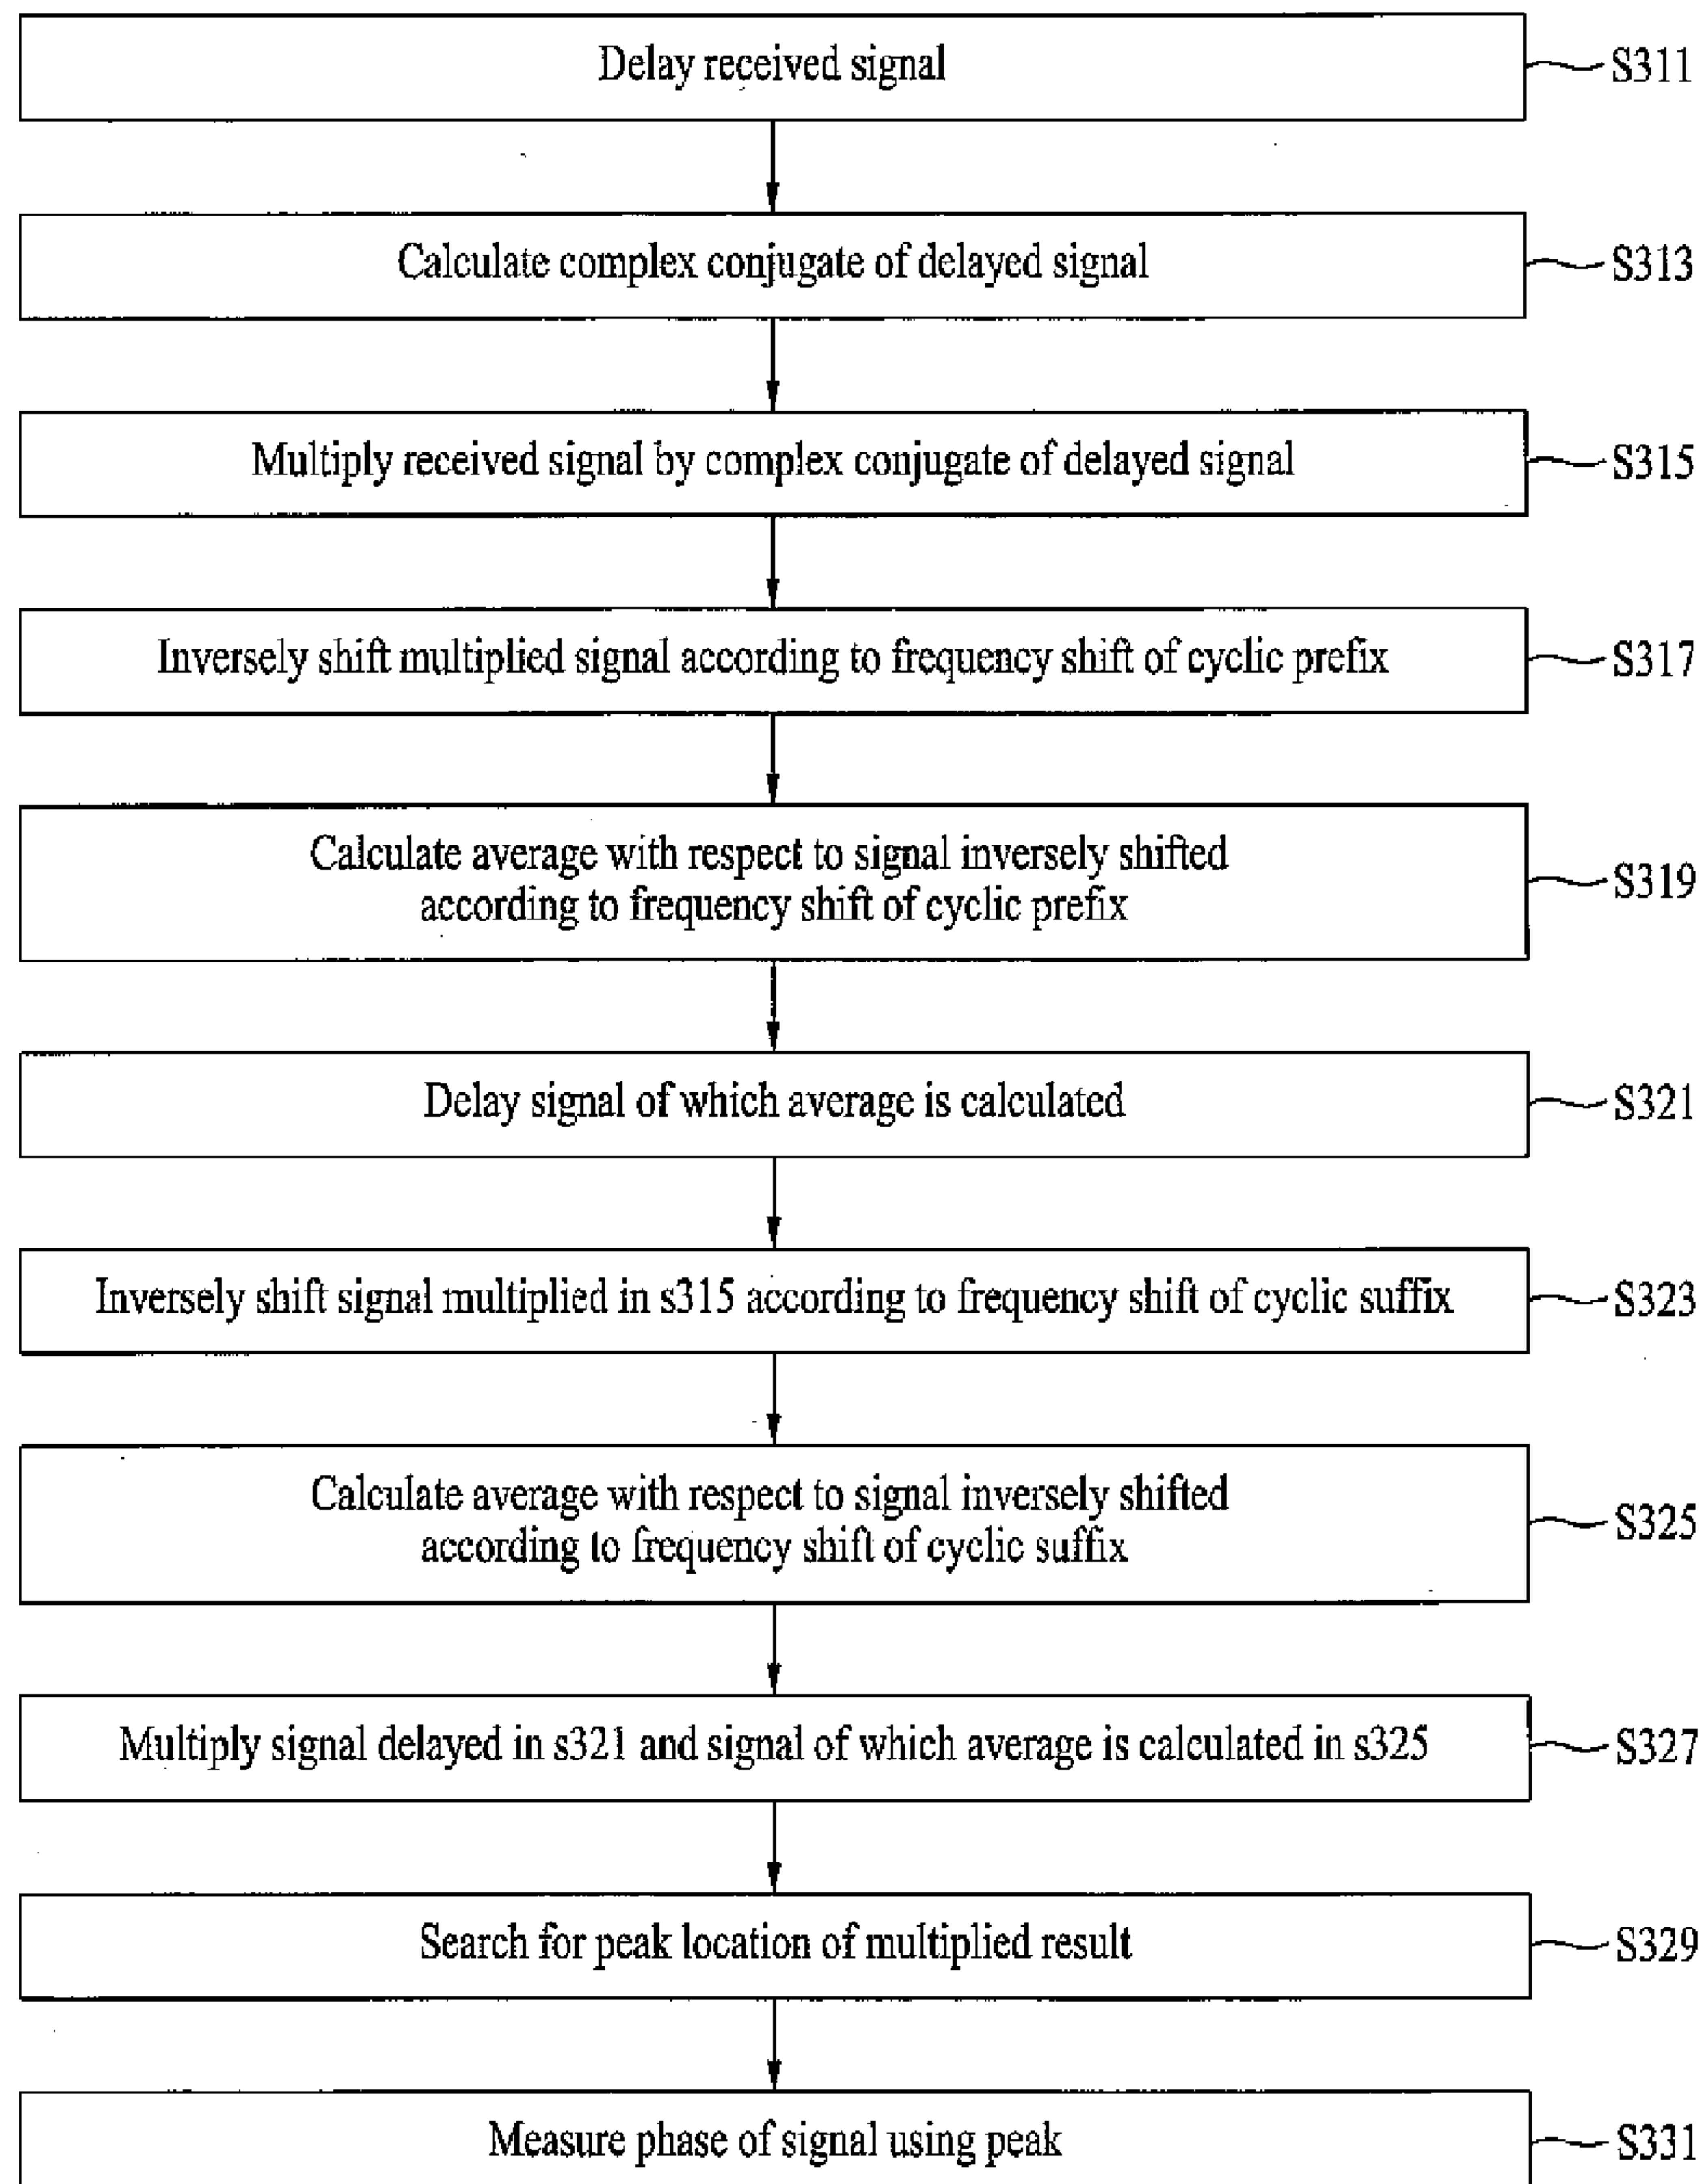 Delay received signal
S311
Calculate complex conjugate of delayed signal
S313
Multiply received signal by complex conjugate of delayed signal
S315
Inversely shift multiplied signal according to frequency shift of cyclic prefix
S317
Calculate average with respect to signal inversely shifted
according to frequency shift of cyclic prefix
S319
Delay signal of which average is calculated
S321
Inversely shift signal multiplied in s315 according to frequency shift of cyclic suffix
S323
Calculate average with respect to signal inversely shifted
according to frequency shift of cyclic suffix
S325
Multiply signal delayed in s321 and signal of which average is calculated in s325
S327
Search for peak location of multiplied result
S329
Measure phase of signal using peak
S331